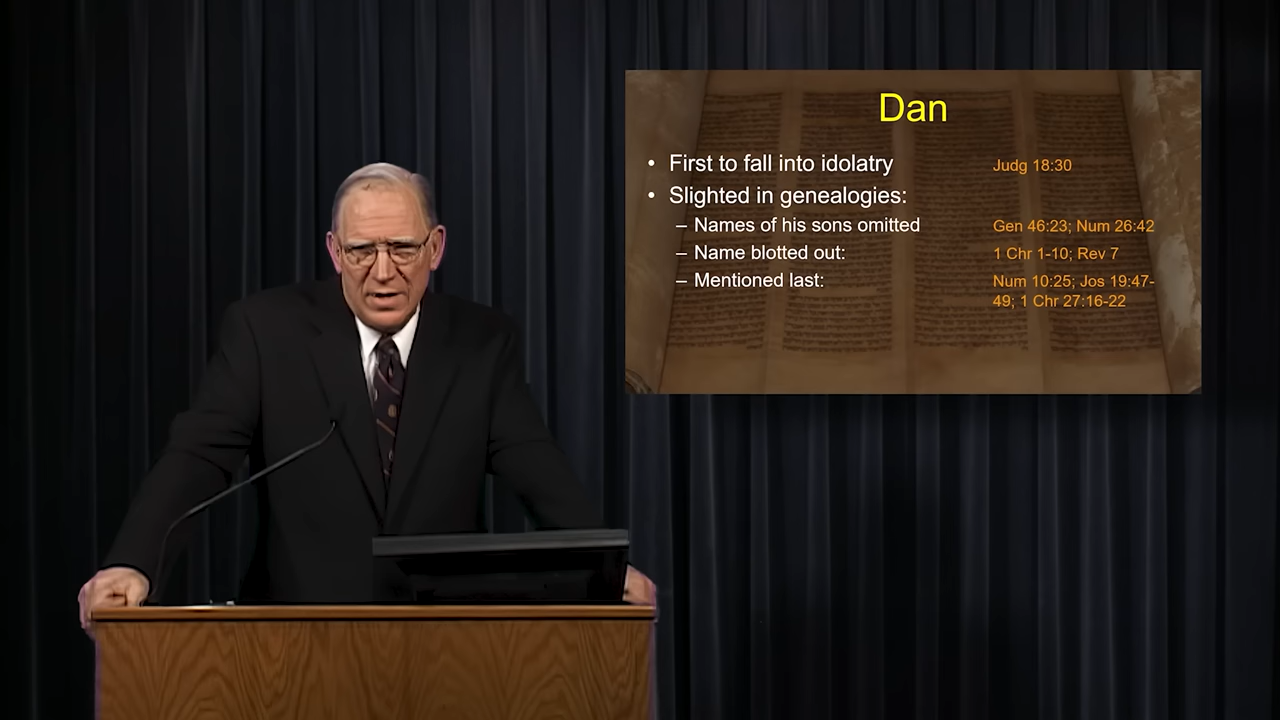 Dan
• First to fall into idolatry Judg 18:30
• Slighted in genealogies:
– Names of his sons omitted Gen 46:23; Num 26:42
– Name blotted out: 1 Chr 1-10; Rev 7
– Mentioned last: Num 10:25; Jos 19:47-
49; 1 Chr 27:16-22